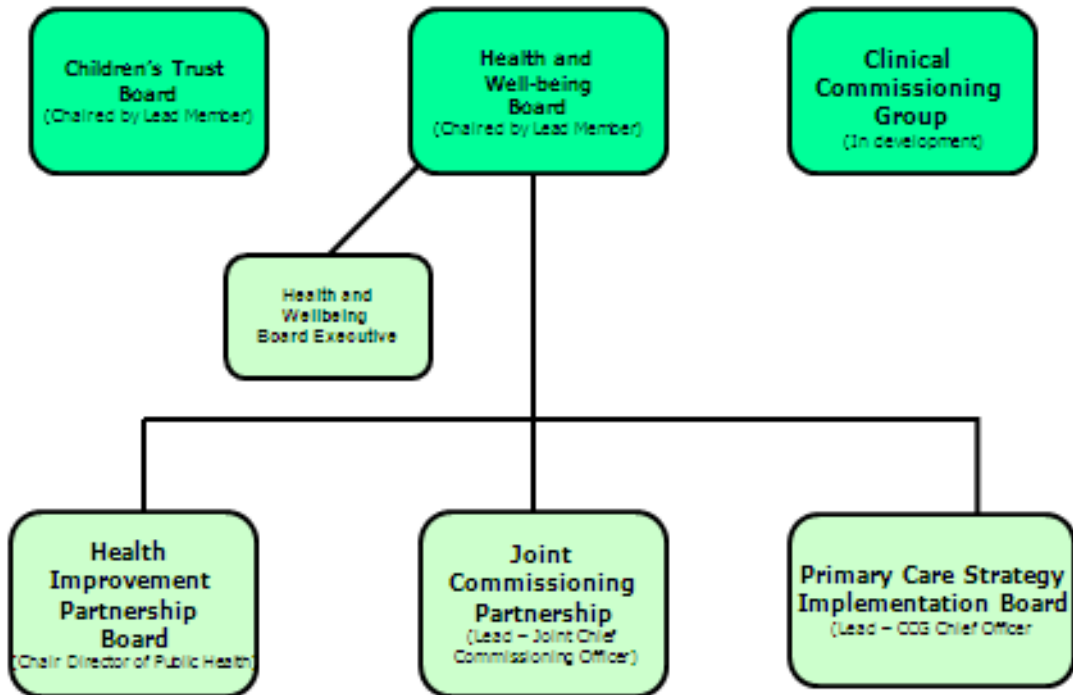 Children's Trust
Board
(Chaired by Lead Member)
Health and
Well-being
Board
(Chaired by Lead Member)
Clinical
Commissioning
Group
(In development)
Health and
Wellbeing
Board Executive
Health
Improvement
Partnership
Board
(Chair Director of Public Health)
Joint
Commissioning
Partnership
(Lead – Joint Chief
Commissioning Officer)
Primary Care Strategy
Implementation Board
(Lead – CCG Chief Officer